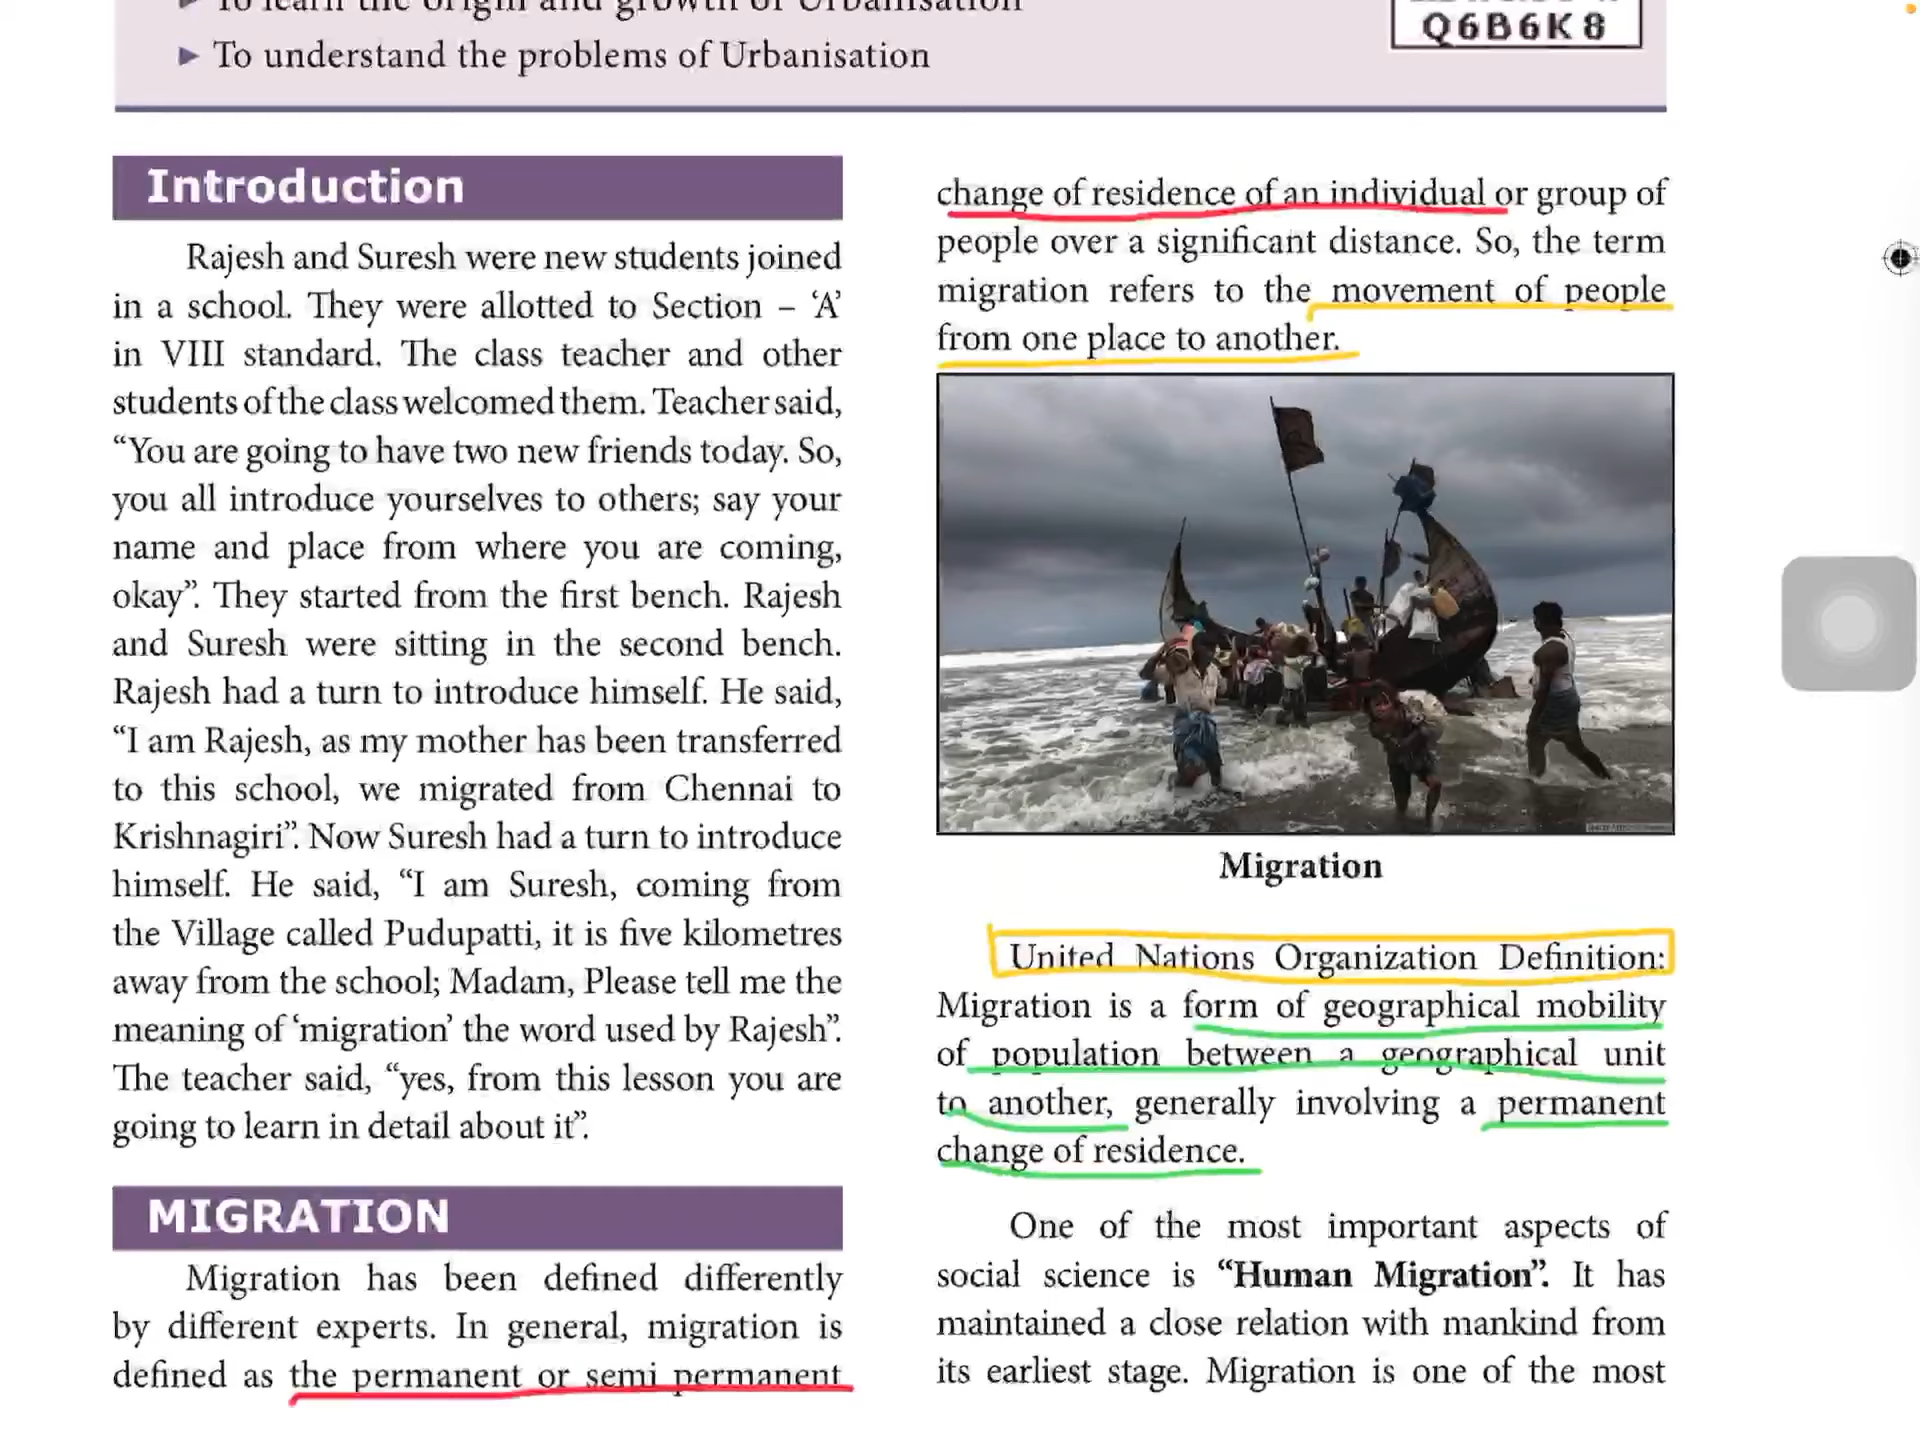 To learn the origin and growth of Urbanisation
To understand the problems of Urbanisation
Q6B6K8
Introduction
Rajesh and Suresh were new students joined
in a school. They were allotted to Section – ‘A’
in VIII standard. The class teacher and other
students of the class welcomed them. Teacher said,
“You are going to have two new friends today. So,
you all introduce yourselves to others; say your
name and place from where you are coming,
okay”. They started from the first bench. Rajesh
and Suresh were sitting in the second bench.
Rajesh had a turn to introduce himself. He said,
“I am Rajesh, as my mother has been transferred
to this school, we migrated from Chennai to
Krishnagiri”. Now Suresh had a turn to introduce
himself. He said, “I am Suresh, coming from
the Village called Pudupatti, it is five kilometres
away from the school; Madam, Please tell me the
meaning of ‘migration’ the word used by Rajesh”.
The teacher said, “yes, from this lesson you are
going to learn in detail about it”.
MIGRATION
Migration has been defined differently
by different experts. In general, migration is
defined as the permanent or semi permanent
change of residence of an individual or group of
people over a significant distance. So, the term
migration refers to the movement of people
from one place to another.
Migration
United Nations Organization Definition:
Migration is a form of geographical mobility
of population between a geographical unit
to another, generally involving a permanent
change of residence.
One of the most important aspects of
social science is “Human Migration”. It has
maintained a close relation with mankind from
its earliest stage. Migration is one of the most